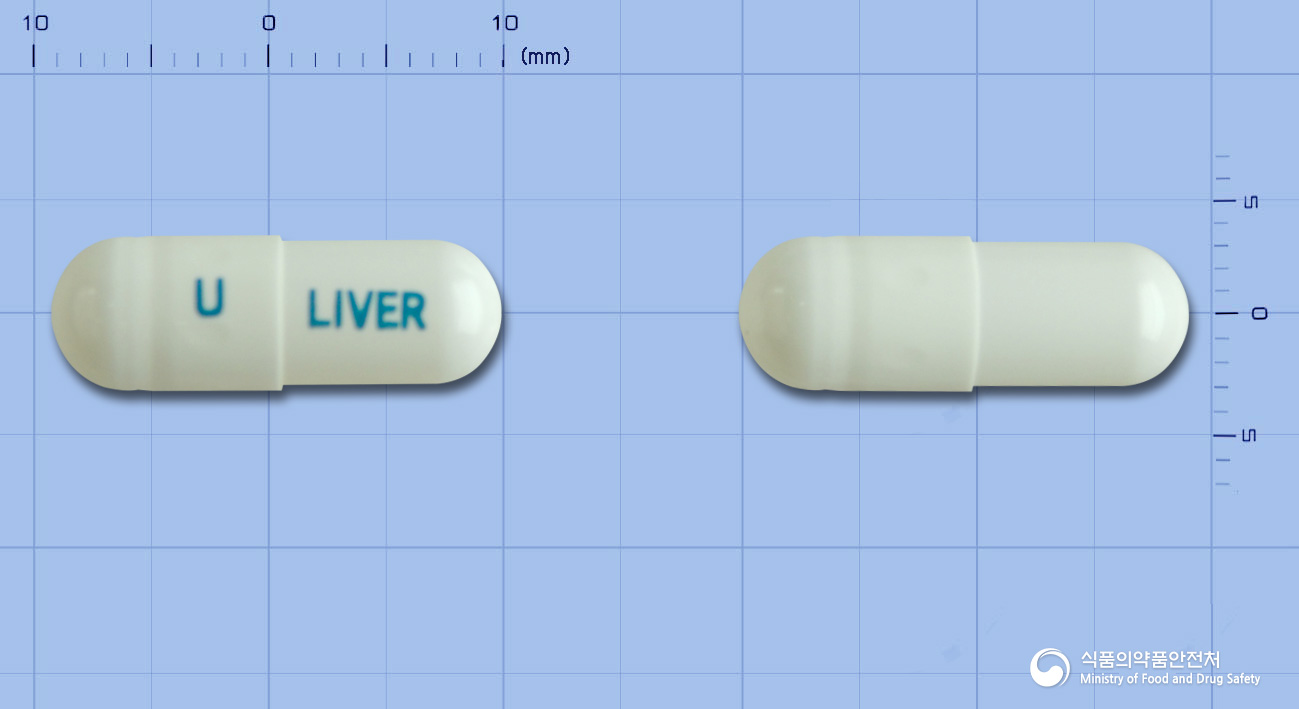 10 0 10
(mm)
U LIVER
5
0
5
식품의약품안전처
Ministry of Food and Drug Safety